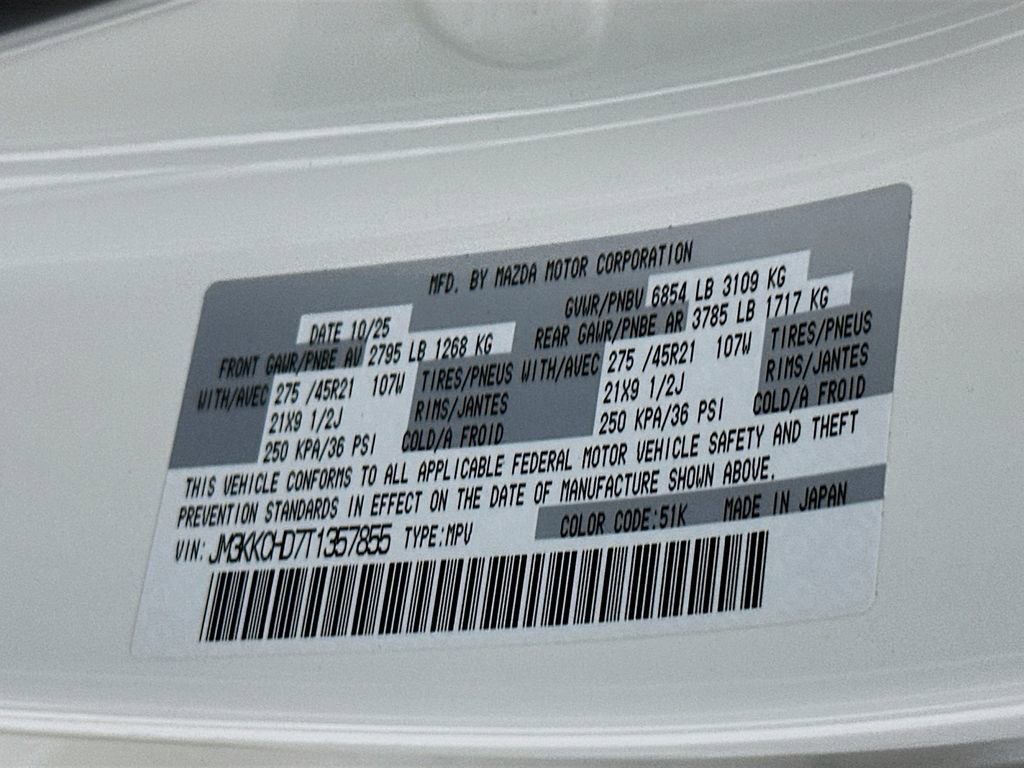 MFD. BY MAZDA MOTOR CORPORATION
DATE 10/25 GVWR/PNBV 6854 LB 3109 KG
FRONT GAWR/PNBE AV 2795 LB 1268 KG REAR GAWR/PNBE AR 3785 LB 1717 KG
WITH/AVEC 275 /45R21 107W TIRES/PNEUS WITH/AVEC 275 /45R21 107W TIRES/PNEUS
21X9 1/2J RIMS/JANTES 21X9 1/2J RIMS/JANTES
250 KPA/36 PSI COLD/A FROID 250 KPA/36 PSI COLD/A FROID
THIS VEHICLE CONFORMS TO ALL APPLICABLE FEDERAL MOTOR VEHICLE SAFETY AND THEFT
PREVENTION STANDARDS IN EFFECT ON THE DATE OF MANUFACTURE SHOWN ABOVE.
VIN: JM3KKCHD7T1357855 TYPE:MPV COLOR CODE:51K MADE IN JAPAN